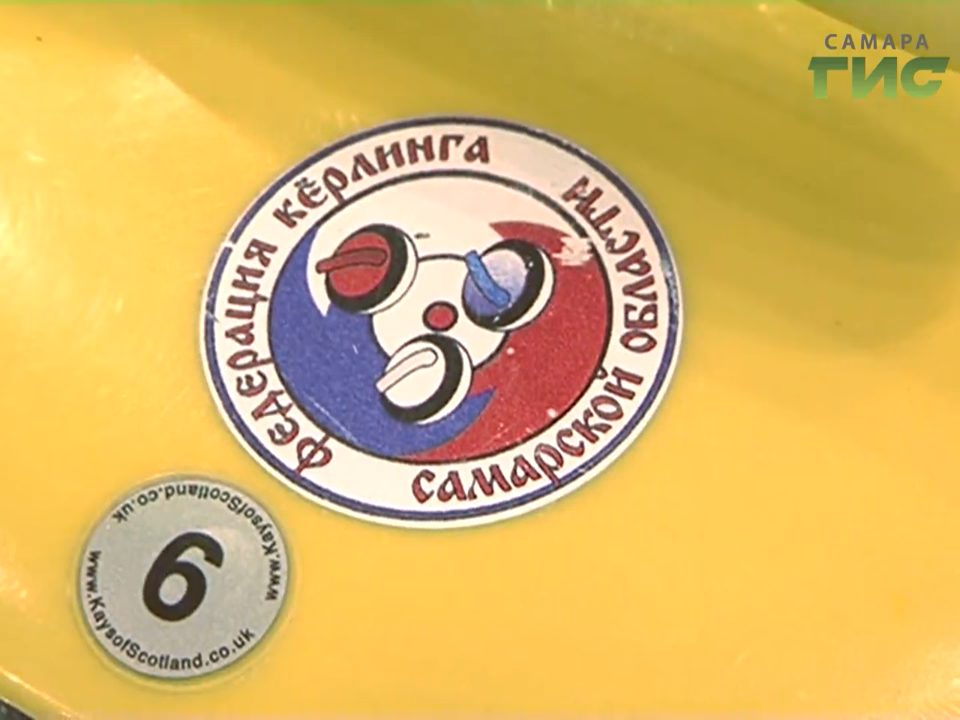 САМАРА
ГИС
ФЕДЕРАЦИЯ КЁРЛИНГА
САМАРСКОЙ ОБЛАСТИ
www.KaysofScotland.co.uk
6
www.KaysofScotland.co.uk